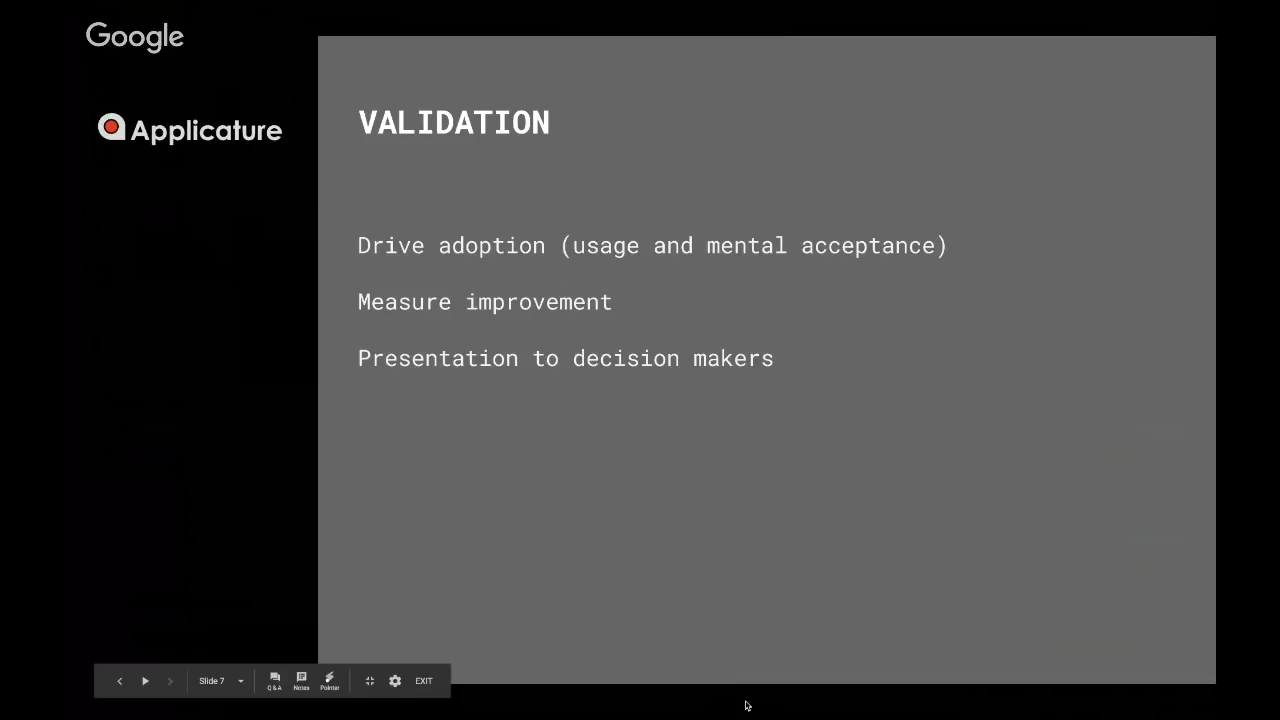 Google
Applicature
VALIDATION
Drive adoption (usage and mental acceptance)
Measure improvement
Presentation to decision makers
Slide 7
Q&A
Notes
Pointer
EXIT